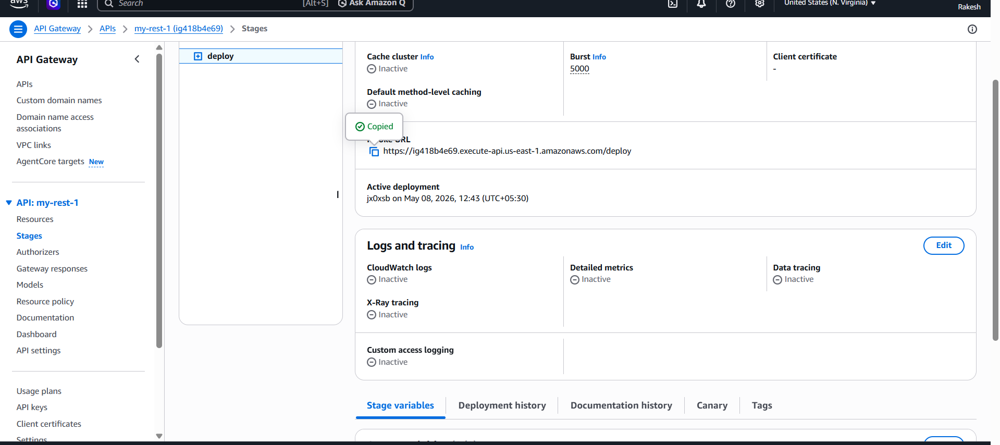 aws
Search
[Alt+S]
Ask Amazon Q
United States (N. Virginia)
Rakesh
API Gateway
APIs
my-rest-1 (ig418b4e69)
Stages
API Gateway
APIs
Custom domain names
Domain name access
associations
VPC links
AgentCore targets New
API: my-rest-1
Resources
Stages
Authorizers
Gateway responses
Models
Resource policy
Documentation
Dashboard
API settings
Usage plans
API keys
Client certificates
Settings
deploy
Cache cluster Info
Inactive
Default method-level caching
Inactive
Burst Info
5000
Client certificate
-
Copied
URL
https://ig418b4e69.execute-api.us-east-1.amazonaws.com/deploy
Active deployment
jx0xsb on May 08, 2026, 12:43 (UTC+05:30)
Logs and tracing Info
Edit
CloudWatch logs
Inactive
Detailed metrics
Inactive
Data tracing
Inactive
X-Ray tracing
Inactive
Custom access logging
Inactive
Stage variables
Deployment history
Documentation history
Canary
Tags